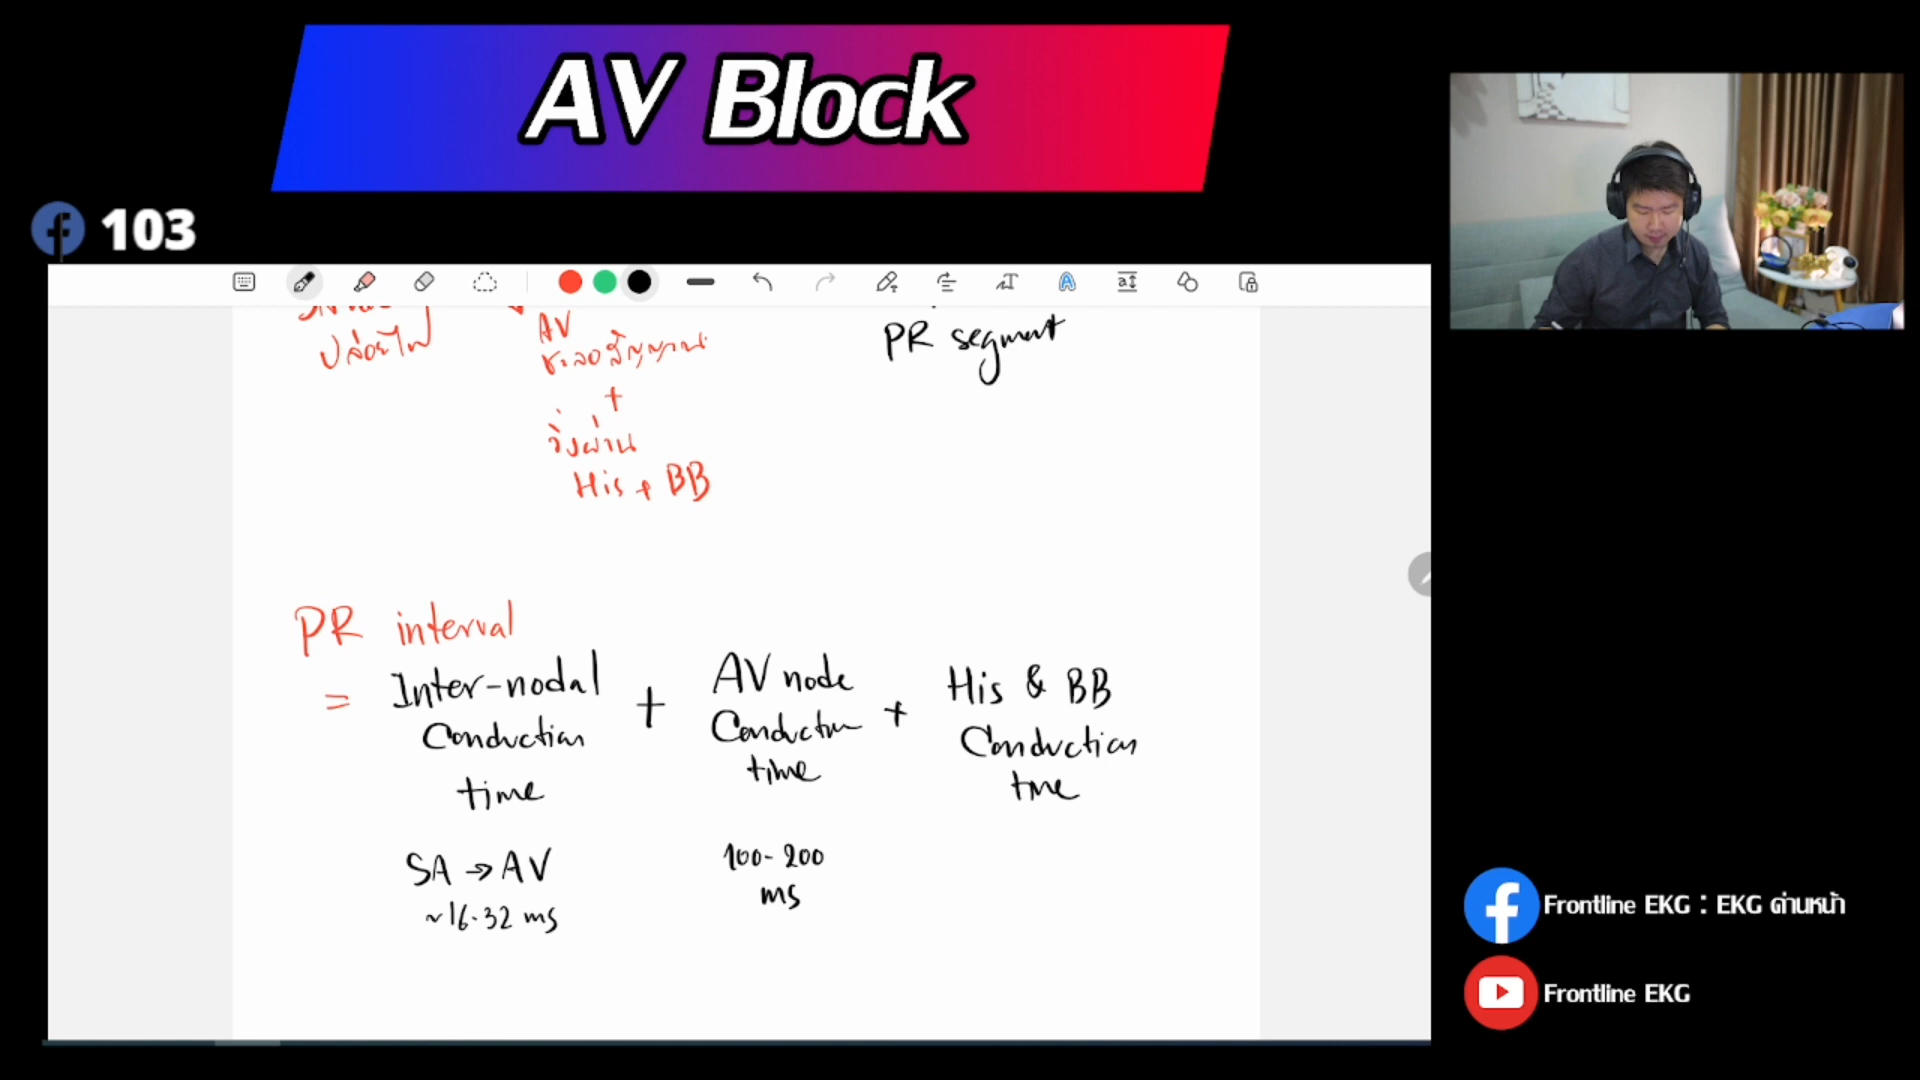 AV Block
103
ปล่อยไฟ
AV
ชะลอสัญญาณ
+
วิ่งผ่าน
His + BB
PR segment
PR interval
= Inter-nodal + AV node + His & BB
Conduction Conduction Conduction
time time time
SA → AV 100-200
~16-32 ms ms
Frontline EKG : EKG ด่านหน้า
Frontline EKG